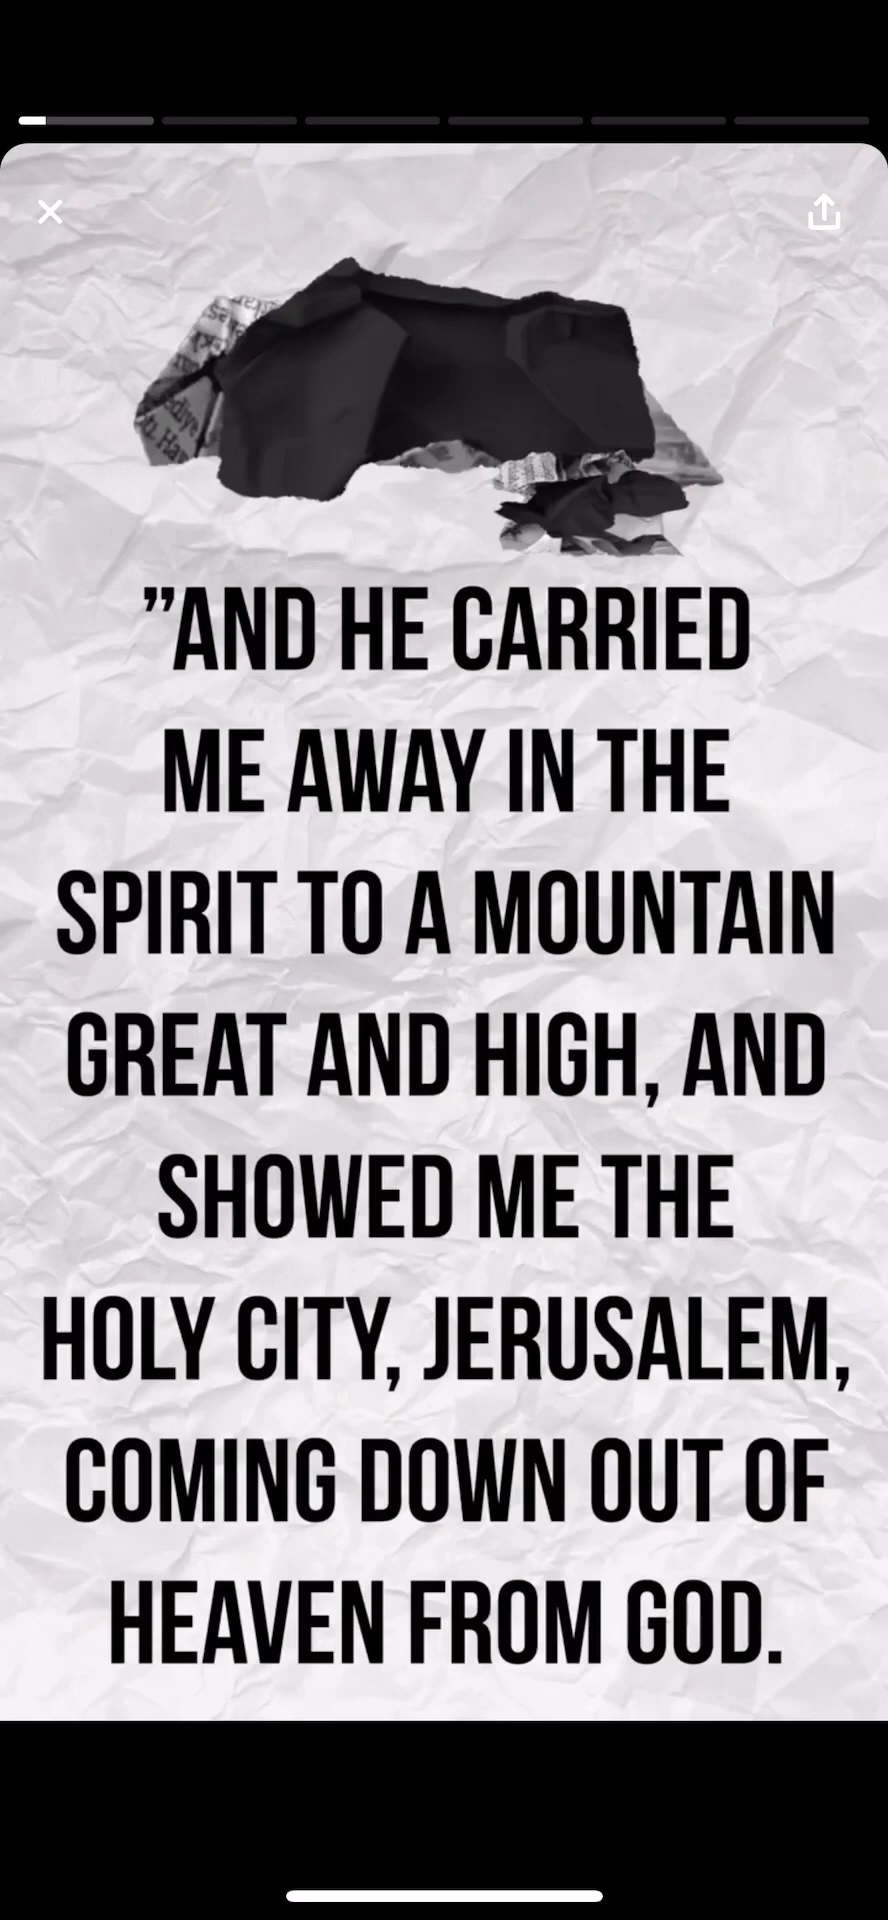 ”AND HE CARRIED
ME AWAY IN THE
SPIRIT TO A MOUNTAIN
GREAT AND HIGH, AND
SHOWED ME THE
HOLY CITY, JERUSALEM,
COMING DOWN OUT OF
HEAVEN FROM GOD.